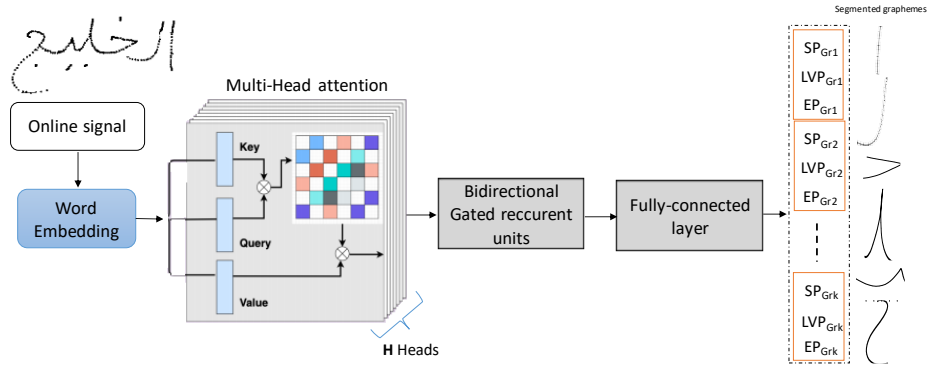 Segmented graphemes
الخليج
Online signal
Word
Embedding
Multi-Head attention
Key
Query
Value
H Heads
Bidirectional
Gated reccurent
units
Fully-connected
layer
SPGr1
LVPGr1
EPGr1
SPGr2
LVPGr2
EPGr2
SPGrk
LVPGrk
EPGrk